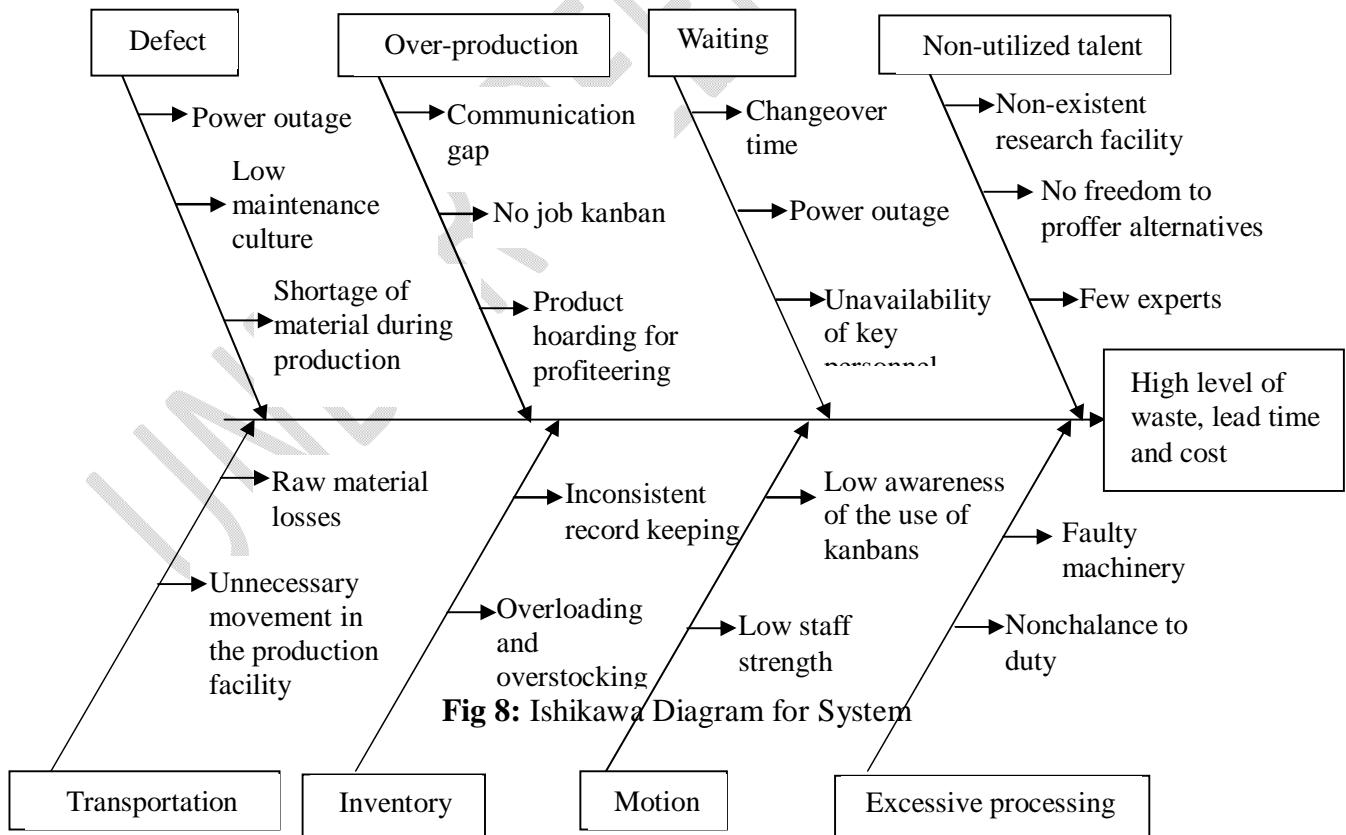 Defect
Over-production
Waiting
Non-utilized talent
Power outage
Low
maintenance
culture
Shortage of
material during
production
Communication
gap
No job kanban
Product
hoarding for
profiteering
Changeover
time
Power outage
Unavailability
of key
personnel
Non-existent
research facility
No freedom to
proffer alternatives
Few experts
High level of
waste, lead time
and cost
Raw material
losses
Unnecessary
movement in
the production
facility
Inconsistent
record keeping
Overloading
and
overstocking
Low awareness
of the use of
kanbans
Low staff
strength
Faulty
machinery
Nonchalance to
duty
Fig 8: Ishikawa Diagram for System
Transportation
Inventory
Motion
Excessive processing